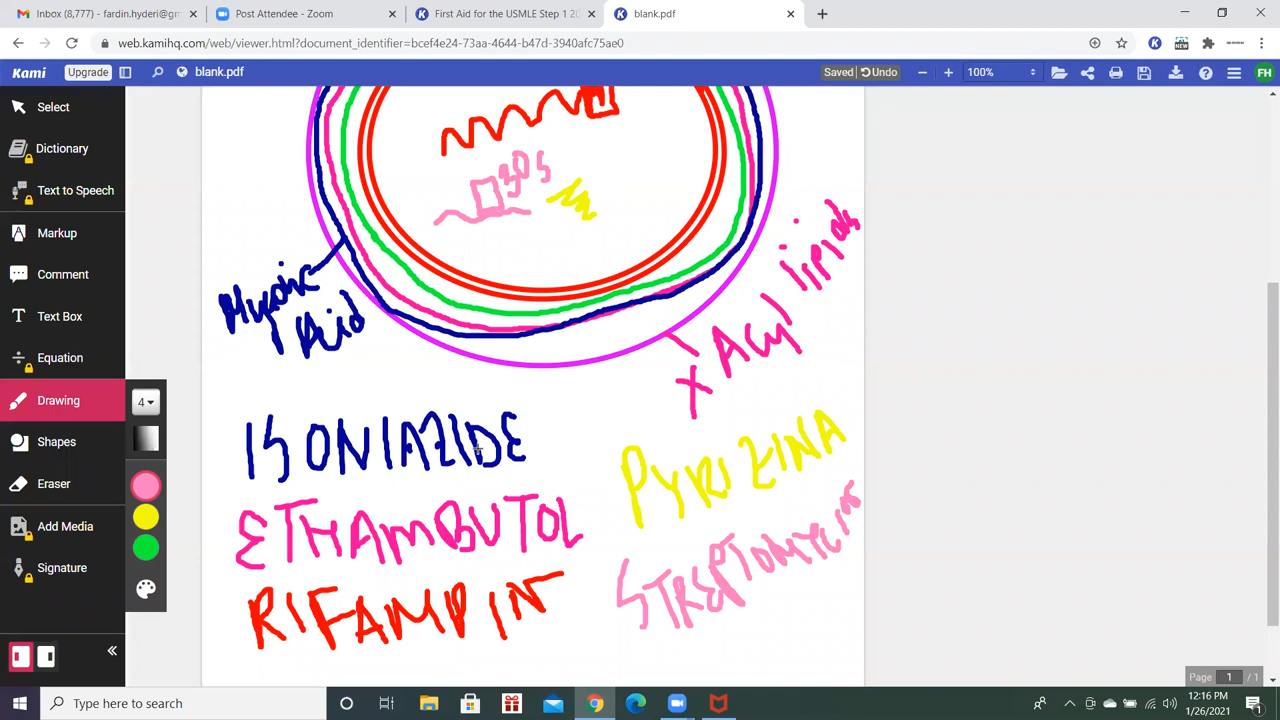 Inbox (8,777) - fardin.hyderi@gm
Post Attendee - Zoom
First Aid for the USMLE Step 1 20
blank.pdf
web.kamihq.com/web/viewer.html?document_identifier=bcef4e24-73aa-4644-b47d-3940afc75ae0
NEW
Kami
Upgrade
blank.pdf
Saved Undo
100%
FH
Select
Dictionary
Text to Speech
Markup
Comment
Text Box
Equation
Drawing
Shapes
Eraser
Add Media
Signature
4
30S
Acid
X Acyl lipids
ISONIAZIDE
ETHAMBUTOL
RIFAMPIN
PYRIZINA
STREPTOMYCIN
Page 1 / 1
Type here to search
12:16 PM
1/26/2021
1